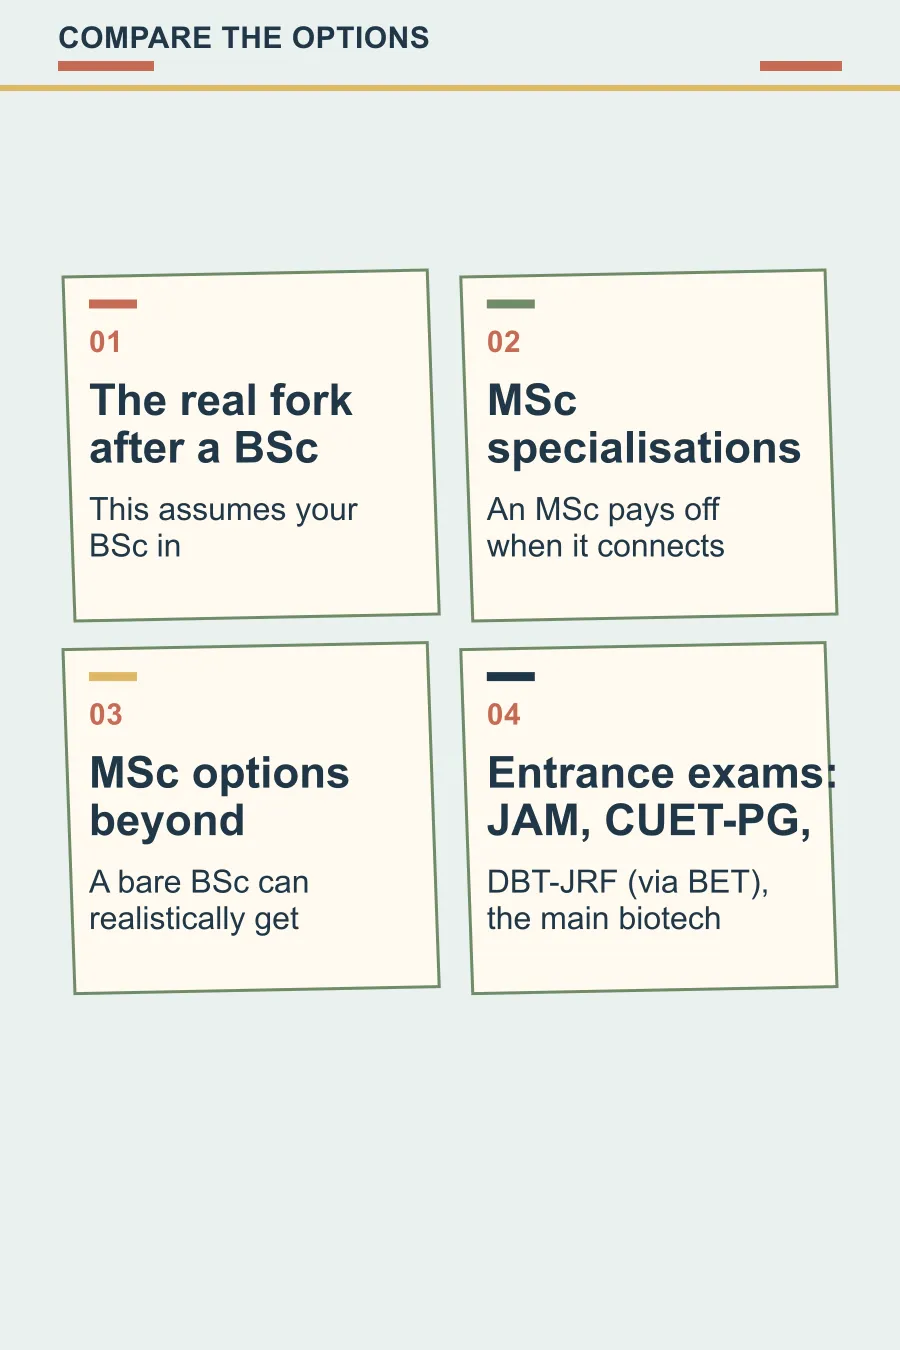 COMPARE THE OPTIONS
01
The real fork
after a BSc
This assumes your
BSc in
02
MSc
specialisations
An MSc pays off
when it connects
03
MSc options
beyond
A bare BSc can
realistically get
04
Entrance exams:
JAM, CUET-PG,
DBT-JRF (via BET),
the main biotech